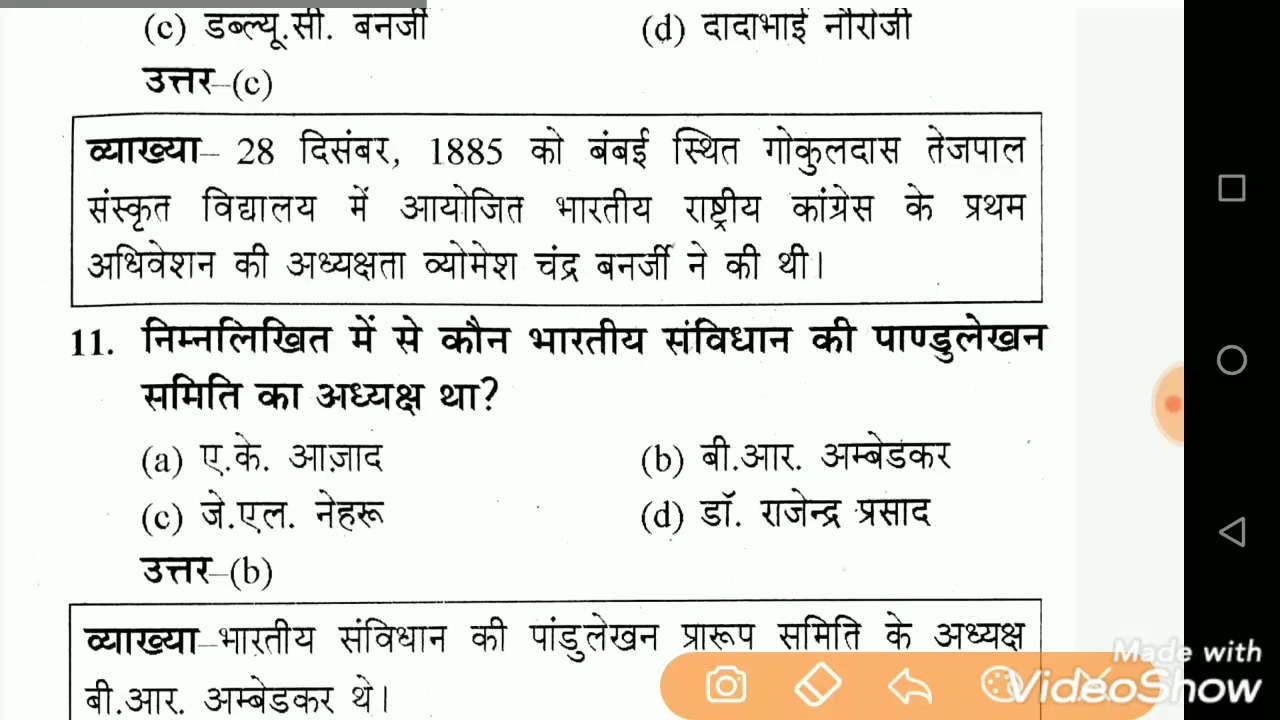 (c) डब्ल्यू.सी. बनर्जी (d) दादाभाई नौरोजी
उत्तर–(c)
व्याख्या– 28 दिसंबर, 1885 को बंबई स्थित गोकुलदास तेजपाल
संस्कृत विद्यालय में आयोजित भारतीय राष्ट्रीय कांग्रेस के प्रथम
अधिवेशन की अध्यक्षता व्योमेश चंद्र बनर्जी ने की थी।
11. निम्नलिखित में से कौन भारतीय संविधान की पाण्डुलेखन
समिति का अध्यक्ष था?
(a) ए.के. आज़ाद (b) बी.आर. अम्बेडकर
(c) जे.एल. नेहरू (d) डॉ. राजेन्द्र प्रसाद
उत्तर–(b)
व्याख्या–भारतीय संविधान की पांडुलेखन प्रारूप समिति के अध्यक्ष
बी.आर. अम्बेडकर थे।
Made with
VideoShow